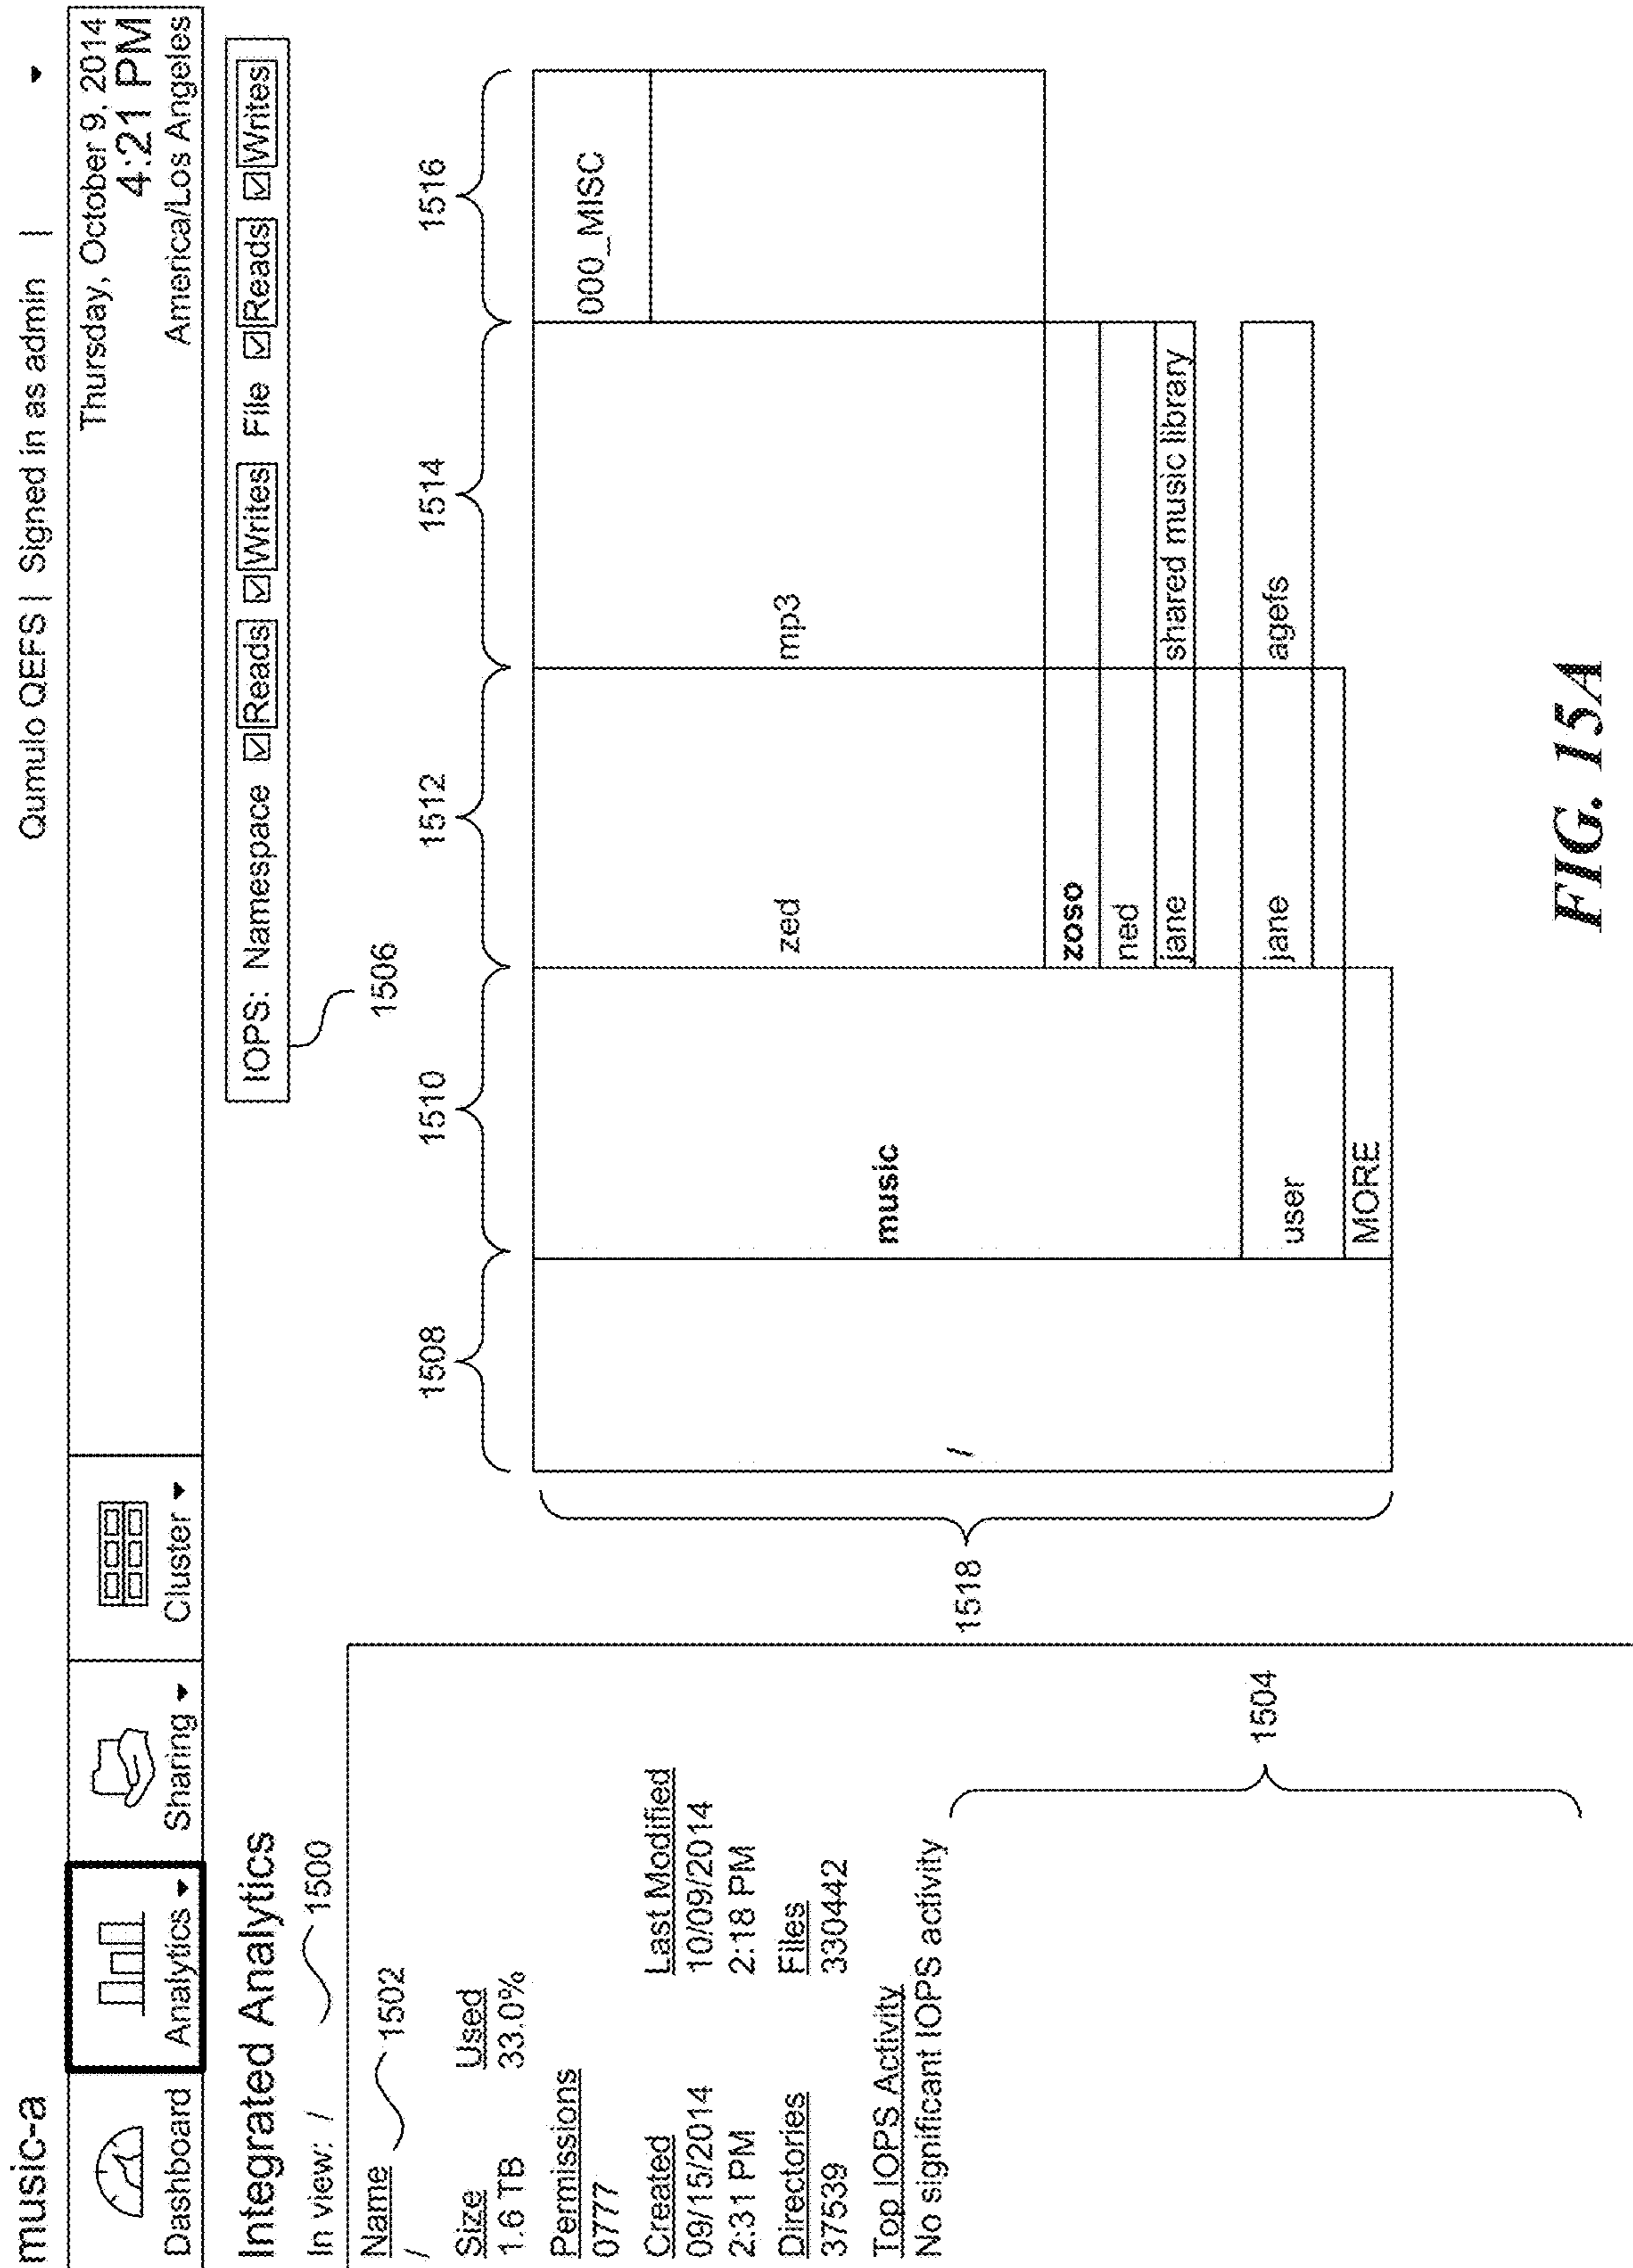 music-a
Qumulo QEFS | Signed in as admin |
Dashboard
Analytics
Sharing
Cluster
Thursday, October 9, 2014
4:21 PM
America/Los Angeles
Integrated Analytics
In view: /
1500
IOPS: Namespace ☑ Reads ☑ Writes File ☑ Reads ☑ Writes
1506
Name
1502
/
Size Used
1.6 TB 33.0%
Permissions
0777
Created Last Modified
09/15/2014 10/09/2014
2:31 PM 2:18 PM
Directories Files
37539 330442
Top IOPS Activity
No significant IOPS activity
1504
1508
1510
1512
1514
1516
1518
/
music
user
MORE
zed
zoso
ned
jane
jane
mp3
shared music library
agefs
000_MISC
FIG. 15A